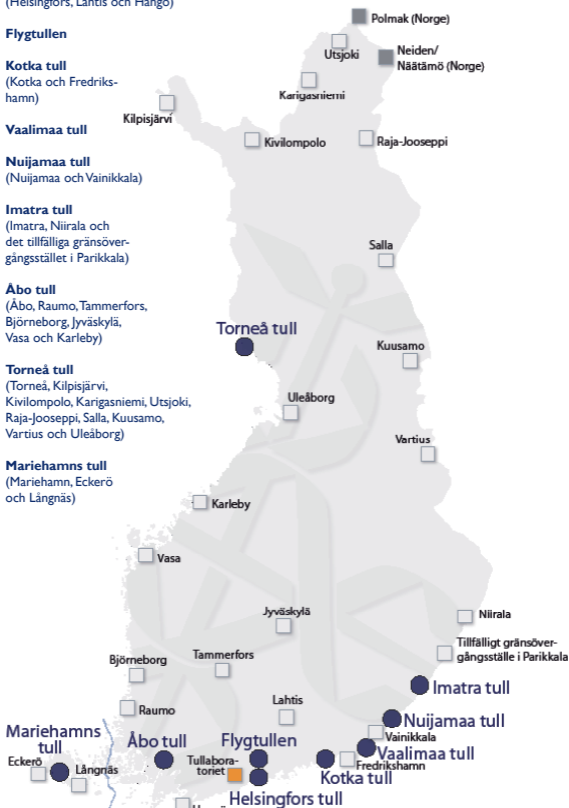 (Helsingfors, Lahtis och Hangö)
Flygtullen
Kotka tull
(Kotka och Fredriks-
hamn)
Vaalimaa tull
Nuijamaa tull
(Nuijamaa och Vainikkala)
Imatra tull
(Imatra, Niirala och
det tillfälliga gränsöver-
gångsstället i Parikkala)
Åbo tull
(Åbo, Raumo, Tammerfors,
Björneborg, Jyväskylä,
Vasa och Karleby)
Torneå tull
(Torneå, Kilpisjärvi,
Kivilompolo, Karigasniemi, Utsjoki,
Raja-Jooseppi, Salla, Kuusamo,
Vartius och Uleåborg)
Mariehamns tull
(Mariehamn, Eckerö
och Långnäs)
Polmak (Norge)
Utsjoki
Neiden/
Näätämö (Norge)
Karigasniemi
Kilpisjärvi
Kivilompolo
Raja-Jooseppi
Salla
Torneå tull
Kuusamo
Uleåborg
Vartius
Karleby
Vasa
Jyväskylä
Niirala
Tillfälligt gränsöver-
gångsställe i Parikkala
Björneborg
Tammerfors
Imatra tull
Lahtis
Raumo
Nuijamaa tull
Vainikkala
Mariehamns
tull
Åbo tull
Flygtullen
Vaalimaa tull
Eckerö
Långnäs
Tullabora-
toriet
Fredrikshamn
Kotka tull
Helsingfors tull